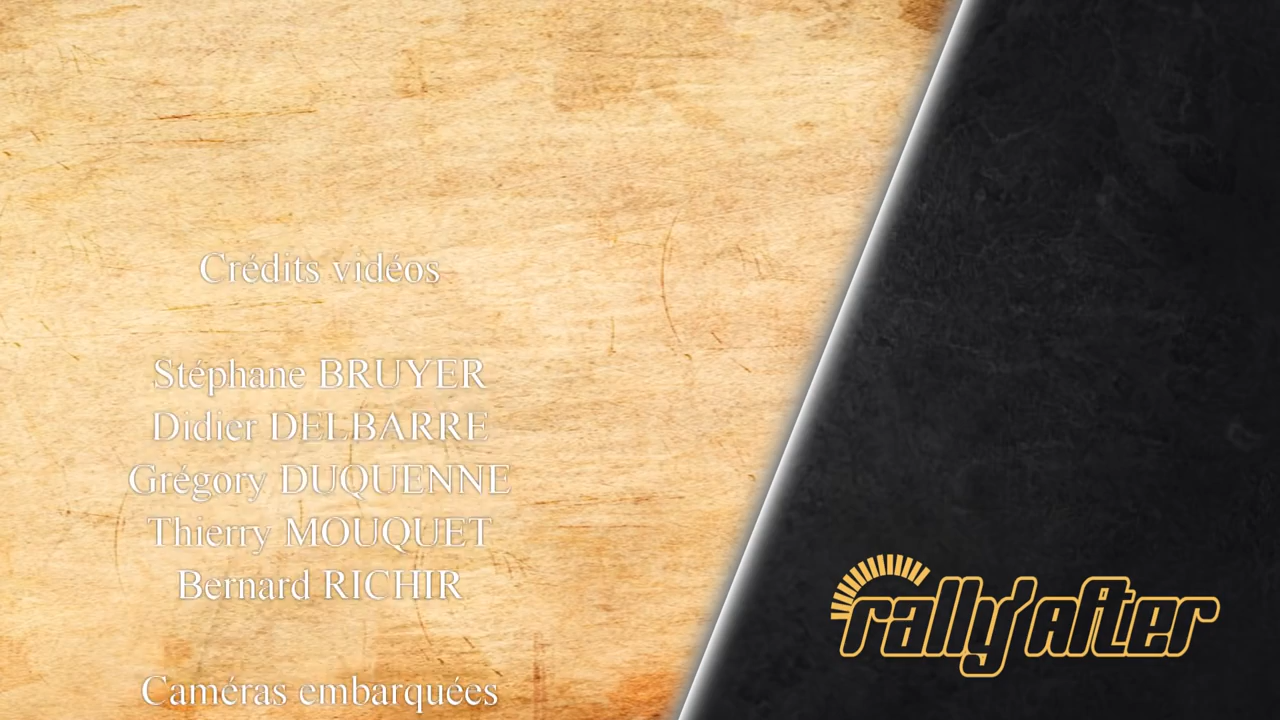 Crédits vidéos
Stéphane BRUYER
Didier DELBARRE
Grégory DUQUENNE
Thierry MOUQUET
Bernard RICHIR
Caméras embarquées
rally'after